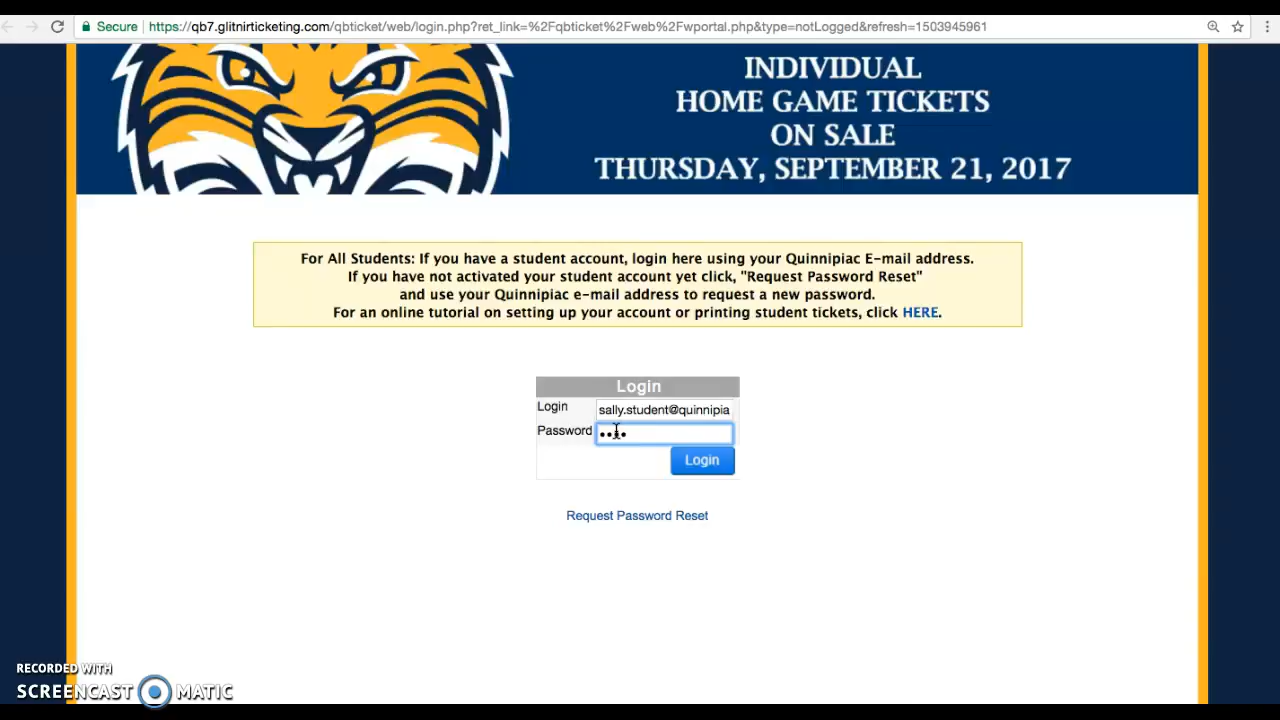 Secure https://qb7.glitnirticketing.com/qbticket/web/login.php?ret_link=%2Fqbticket%2Fweb%2Fwportal.php&type=notLogged&refresh=1503945961
INDIVIDUAL
HOME GAME TICKETS
ON SALE
THURSDAY, SEPTEMBER 21, 2017
For All Students: If you have a student account, login here using your Quinnipiac E-mail address.
If you have not activated your student account yet click, "Request Password Reset"
and use your Quinnipiac e-mail address to request a new password.
For an online tutorial on setting up your account or printing student tickets, click HERE.
Login
Login sally.student@quinnipia
Password ••••
Login
Request Password Reset
RECORDED WITH
SCREENCAST MATIC